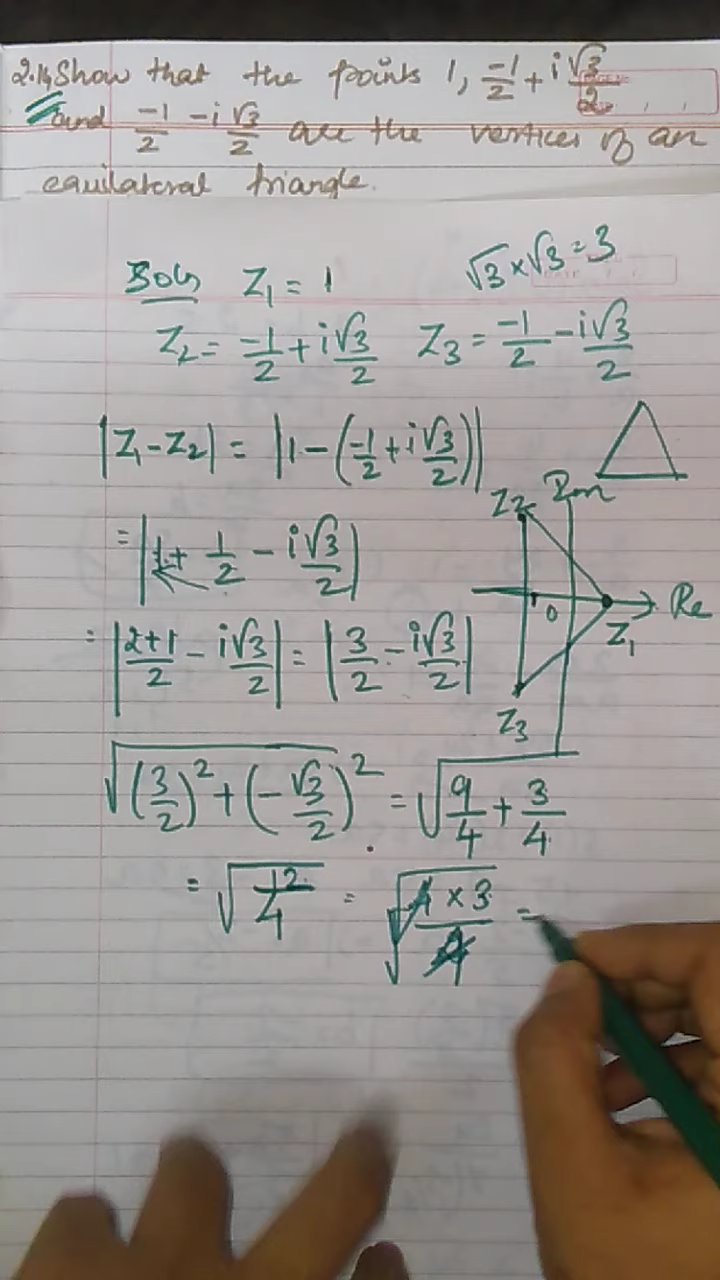 2.14 Show that the points 1, -1/2 + i√3/2
and -1/2 - i√3/2 are the vertices of an
equilateral triangle.
√3 × √3 = 3
Soln Z₁ = 1
Z₂ = -1/2 + i√3/2 Z₃ = -1/2 - i√3/2
|Z₁ - Z₂| = |1 - (-1/2 + i√3/2)|
= |1 + 1/2 - i√3/2|
= |2+1/2 - i√3/2| = |3/2 - i√3/2|
Z₂ Im
0 Re
Z₁
Z₃
√(3/2)² + (-√3/2)² = √9/4 + 3/4
= √12/4 = √4 × 3/4 =